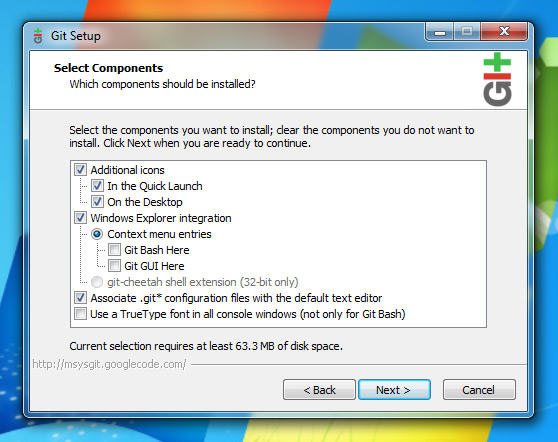 Git Setup
Select Components
Which components should be installed?
Git
Select the components you want to install; clear the components you do not want to
install. Click Next when you are ready to continue.
Additional icons
In the Quick Launch
On the Desktop
Windows Explorer integration
Context menu entries
Git Bash Here
Git GUI Here
git-cheetah shell extension (32-bit only)
Associate .git* configuration files with the default text editor
Use a TrueType font in all console windows (not only for Git Bash)
Current selection requires at least 63.3 MB of disk space.
http://msysgit.googlecode.com/
< Back
Next >
Cancel